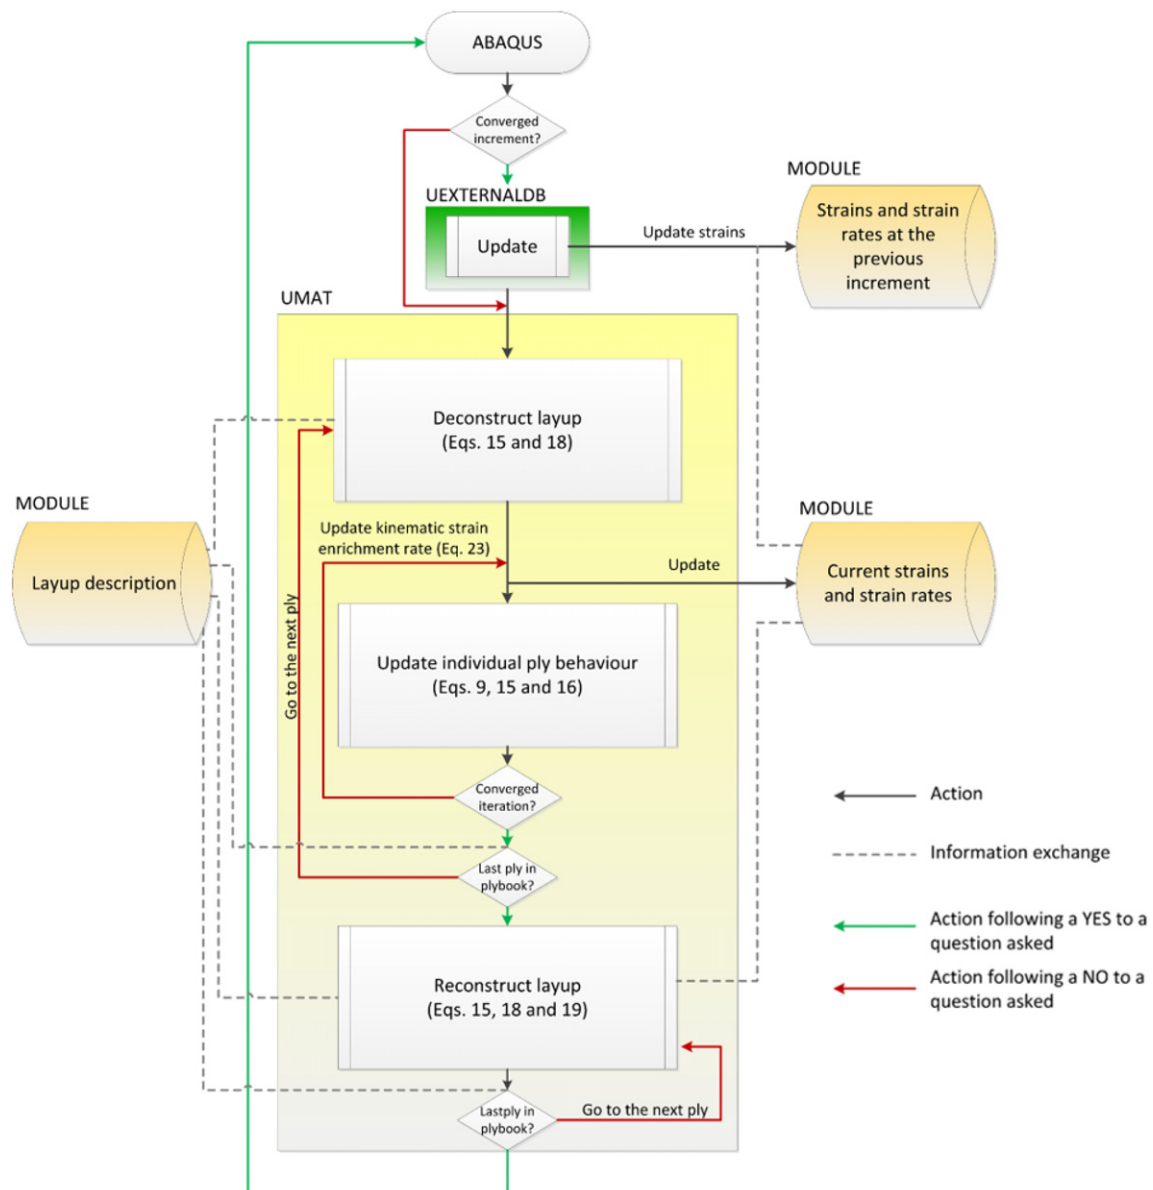 ABAQUS
Converged
increment?
UEXTERNALDB
Update
Update strains
MODULE
Strains and strain
rates at the
previous
increment
UMAT
Deconstruct layup
(Eqs. 15 and 18)
MODULE
Layup description
Update kinematic strain
enrichment rate (Eq. 23)
Go to the next ply
Update
MODULE
Current strains
and strain rates
Update individual ply behaviour
(Eqs. 9, 15 and 16)
Converged
iteration?
Last ply in
plybook?
Reconstruct layup
(Eqs. 15, 18 and 19)
Lastply in
plybook?
Go to the next ply
Action
Information exchange
Action following a YES to a
question asked
Action following a NO to a
question asked